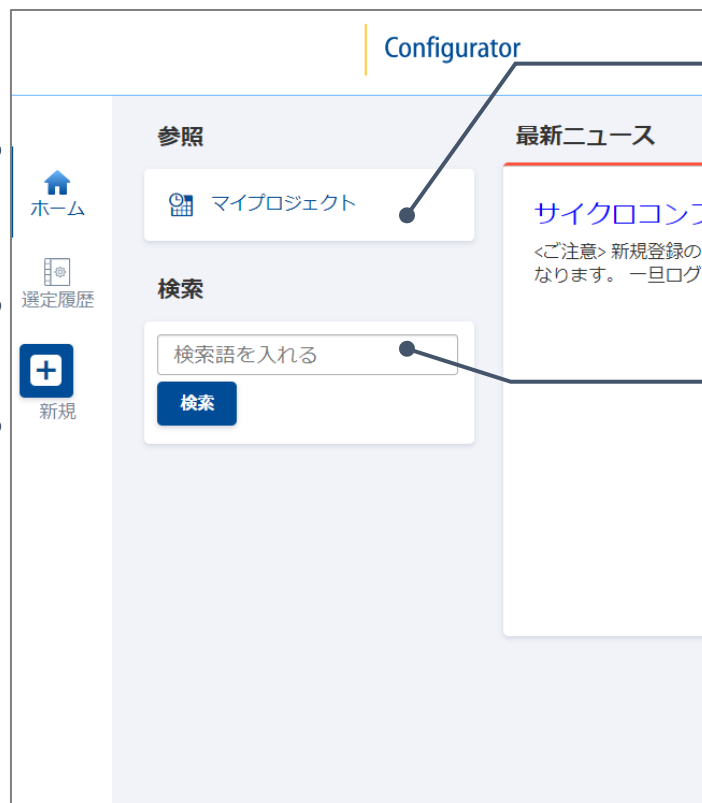 Configurator
ホーム
選定履歴
新規
参照
マイプロジェクト
検索
検索語を入れる
検索
最新ニュース
サイクロコン
<ご注意> 新規登録の
なります。 一旦ログ